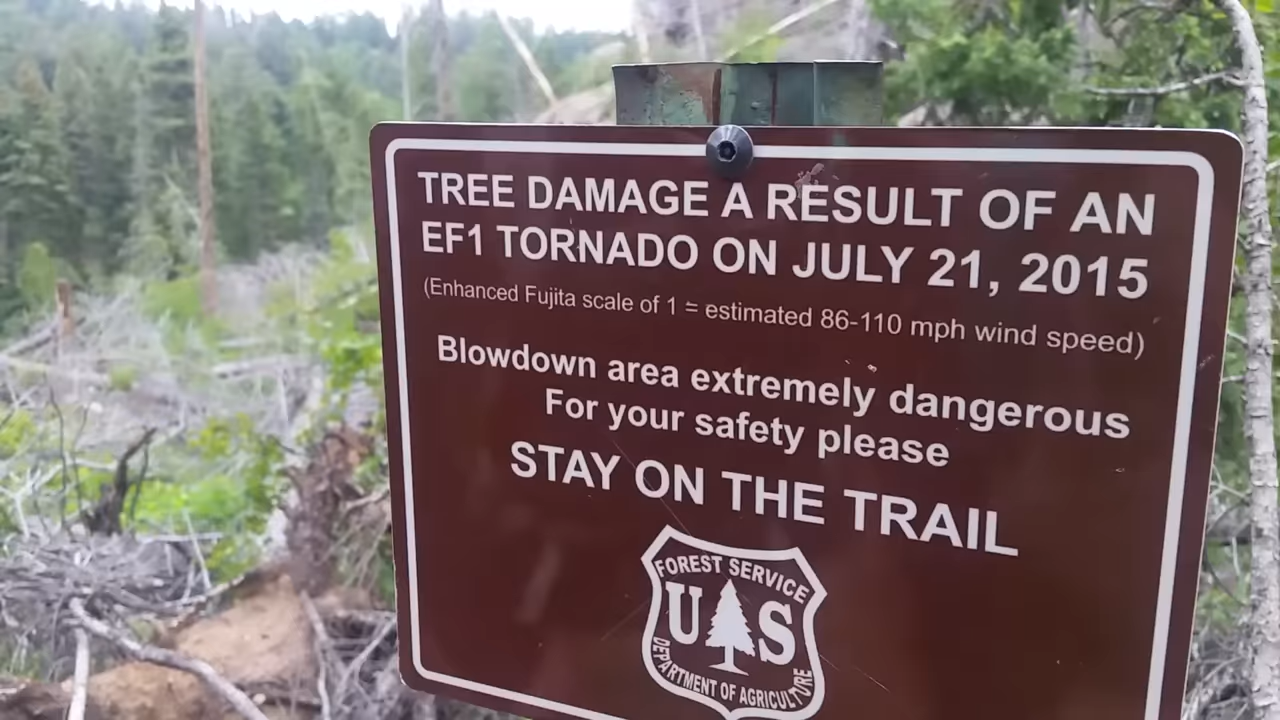 TREE DAMAGE A RESULT OF AN
EF1 TORNADO ON JULY 21, 2015
(Enhanced Fujita scale of 1 = estimated 86-110 mph wind speed)
Blowdown area extremely dangerous
For your safety please
STAY ON THE TRAIL
FOREST SERVICE
U S
DEPARTMENT OF AGRICULTURE